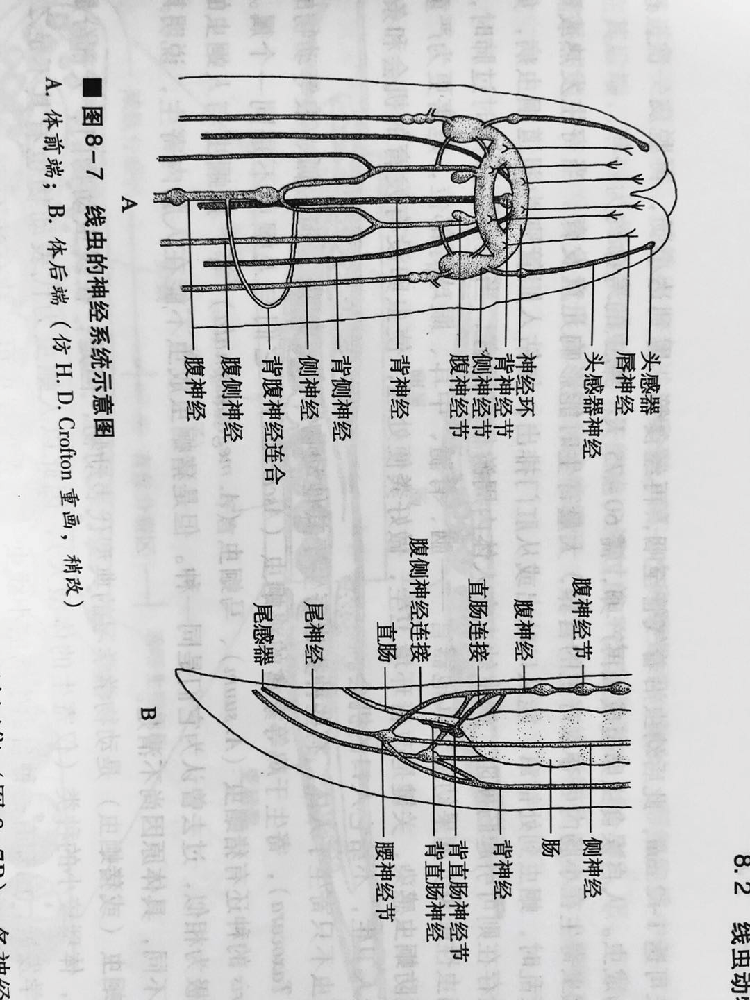 8.2 线虫动
头感器
唇神经
头感器神经
神经环
背神经节
侧神经节
腹神经节
背神经
背侧神经
侧神经
背腹神经连合
腹侧神经
腹神经
A
腹神经节
腹神经
直肠连接
腹侧神经连接
直肠
尾神经
尾感器
侧神经
肠
背神经
背直肠神经节
背直肠神经
腰神经节
B
■ 图 8-7 线虫的神经系统示意图
A. 体前端；B. 体后端（仿 H. D. Crofton 重画，稍改）